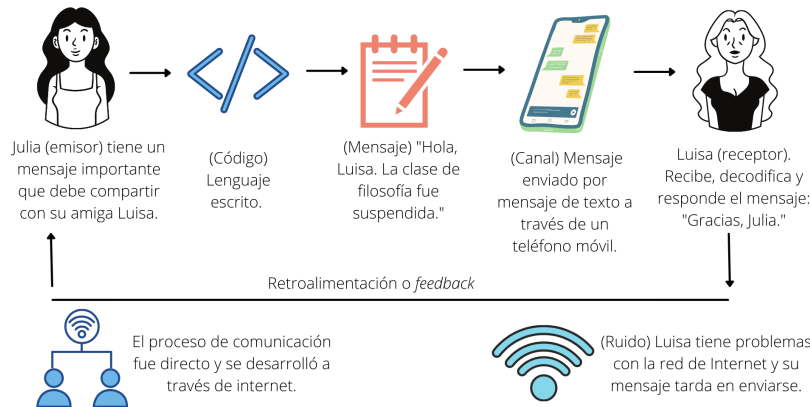 Julia (emisor) tiene un
mensaje importante
que debe compartir
con su amiga Luisa.
(Código)
Lenguaje
escrito.
(Mensaje) "Hola,
Luisa. La clase de
filosofía fue
suspendida."
(Canal) Mensaje
enviado por
mensaje de texto a
través de un
teléfono móvil.
Luisa (receptor).
Recibe, decodifica y
responde el mensaje:
"Gracias, Julia."
Retroalimentación o feedback
El proceso de comunicación
fue directo y se desarrolló a
través de internet.
(Ruido) Luisa tiene problemas
con la red de Internet y su
mensaje tarda en enviarse.